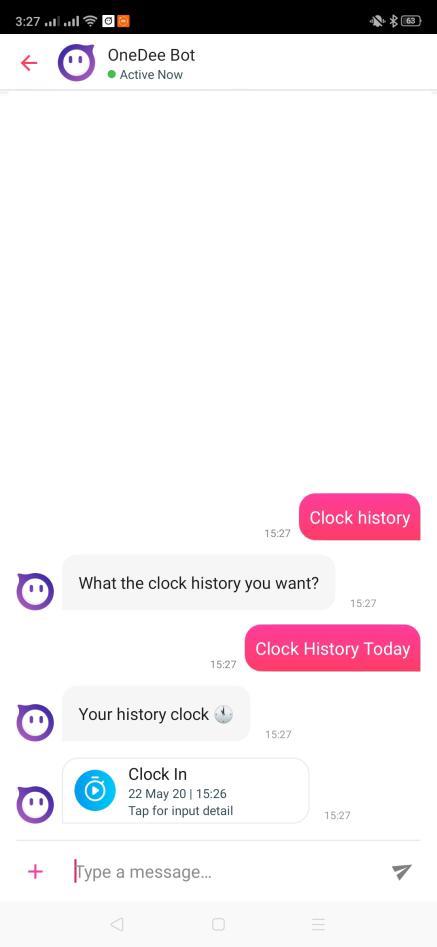 3:27
63
OneDee Bot
Active Now
Clock history
15:27
What the clock history you want?
15:27
Clock History Today
15:27
Your history clock
15:27
Clock In
22 May 20 | 15:26
Tap for input detail
15:27
Type a message...